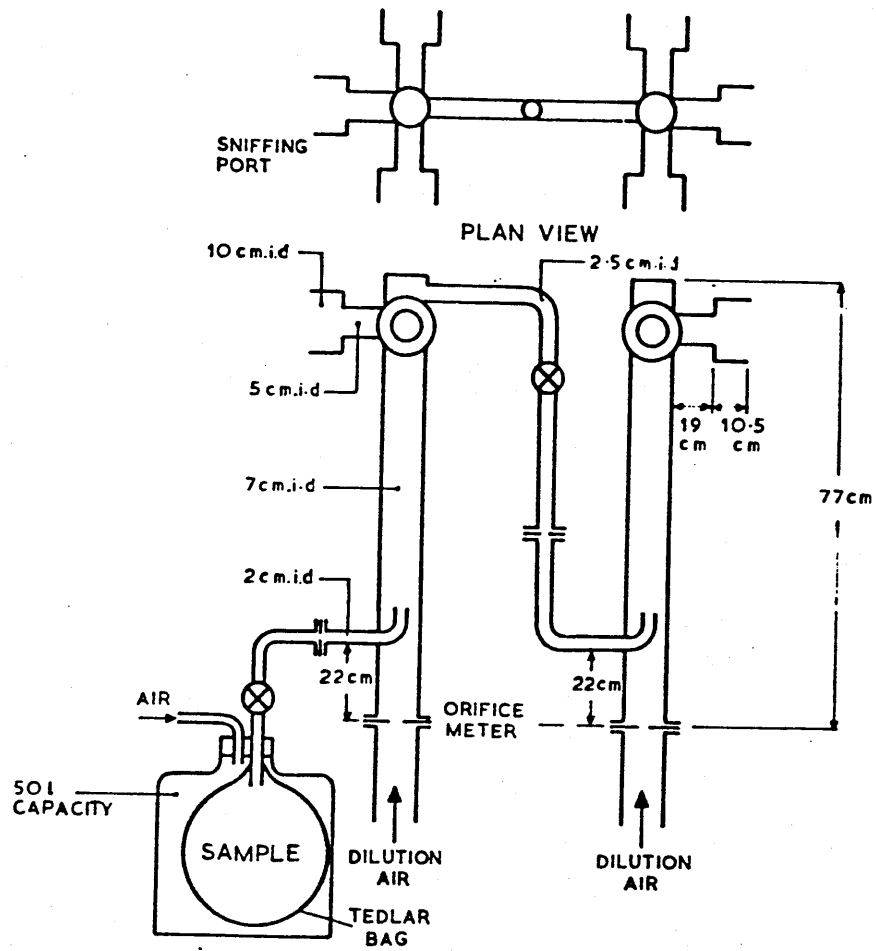 SNIFFING
PORT
PLAN VIEW
10 cm.i.d
2·5 cm.i.d
5 cm.i.d
19
cm
10·5
cm
7cm.i.d
77cm
2 cm.i.d
22cm
22cm
AIR
ORIFICE
METER
50 l
CAPACITY
SAMPLE
DILUTION
AIR
DILUTION
AIR
TEDLAR
BAG